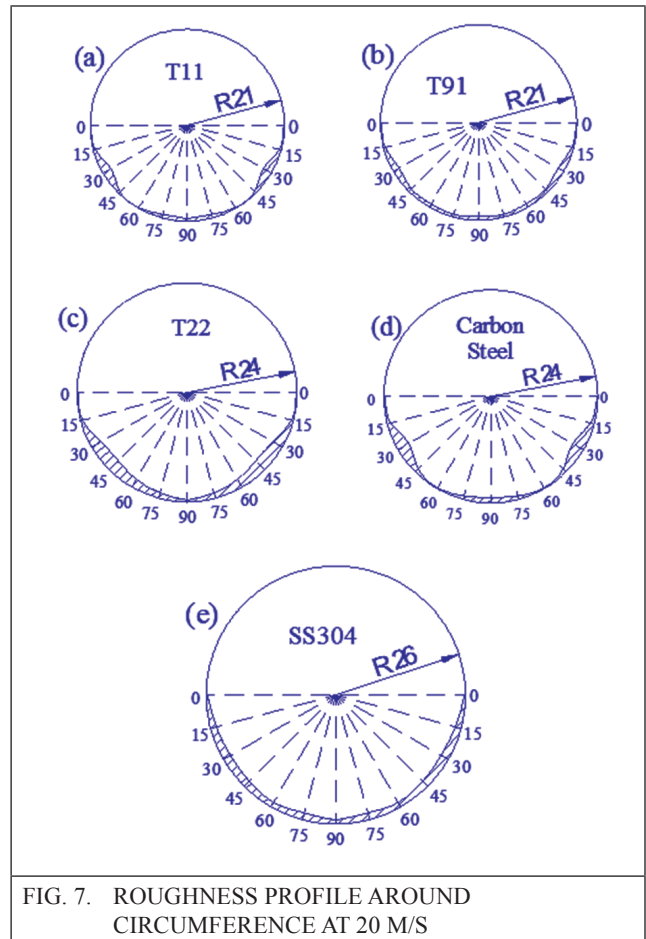 (a)
T11
R21
0 0
15 15
30 30
45 45
60 60
75 75
90
(b)
T91
R21
0 0
15 15
30 30
45 45
60 60
75 75
90
(c)
T22
R24
0 0
15 15
30 30
45 45
60 60
75 75
90
(d)
Carbon
Steel
R24
0 0
15 15
30 30
45 45
60 60
75 75
90
(e)
SS304
R26
0 0
15 15
30 30
45 45
60 60
75 75
90
FIG. 7. ROUGHNESS PROFILE AROUND
CIRCUMFERENCE AT 20 M/S